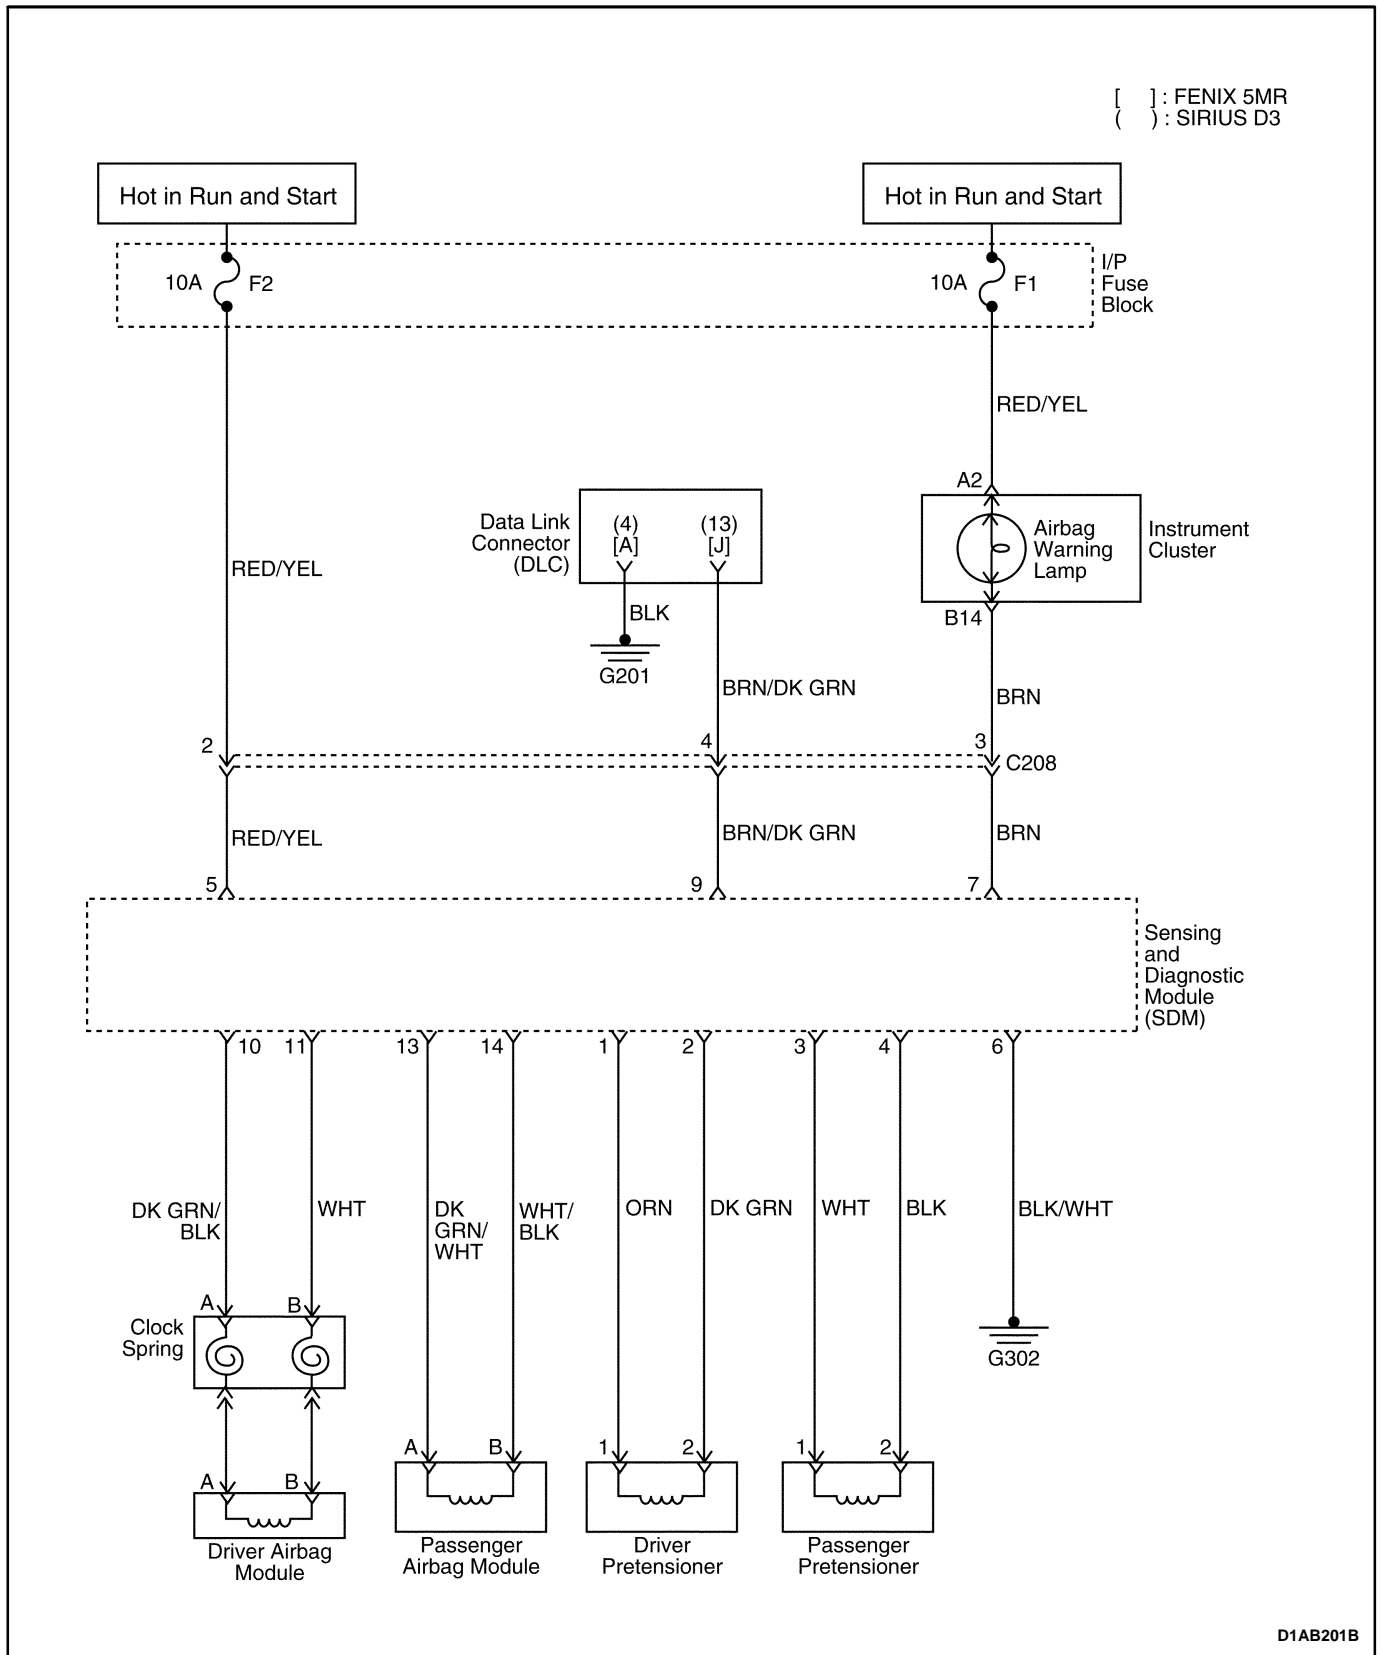 [ ] : FENIX 5MR
( ) : SIRIUS D3
Hot in Run and Start
Hot in Run and Start
10A
F2
10A
F1
I/P
Fuse
Block
RED/YEL
A2
Data Link
Connector
(DLC)
(4)
[A]
(13)
[J]
Airbag
Warning
Lamp
Instrument
Cluster
RED/YEL
BLK
B14
G201
BRN/DK GRN
BRN
2
4
3
C208
RED/YEL
BRN/DK GRN
BRN
5
9
7
Sensing
and
Diagnostic
Module
(SDM)
10
11
13
14
1
2
3
4
6
DK GRN/
BLK
WHT
DK
GRN/
WHT
WHT/
BLK
ORN
DK GRN
WHT
BLK
BLK/WHT
A
B
Clock
Spring
G302
A
B
1
2
1
2
A
B
Driver Airbag
Module
Passenger
Airbag Module
Driver
Pretensioner
Passenger
Pretensioner
D1AB201B